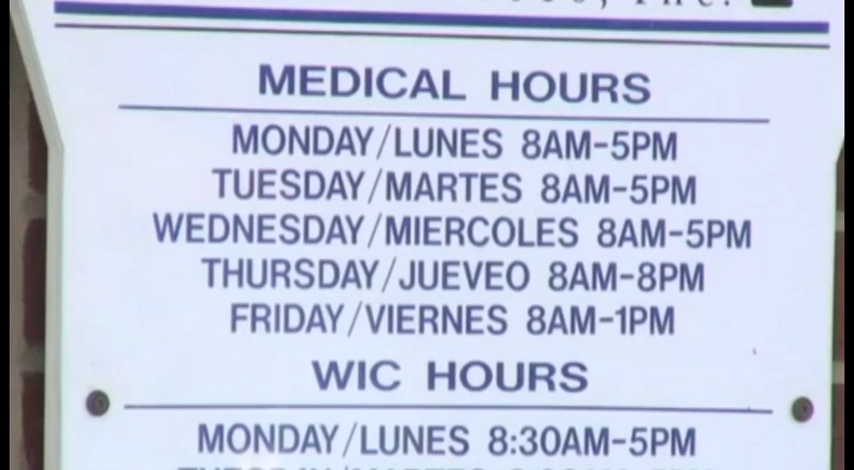 MEDICAL HOURS
MONDAY/LUNES 8AM-5PM
TUESDAY/MARTES 8AM-5PM
WEDNESDAY/MIERCOLES 8AM-5PM
THURSDAY/JUEVEO 8AM-8PM
FRIDAY/VIERNES 8AM-1PM
WIC HOURS
MONDAY/LUNES 8:30AM-5PM